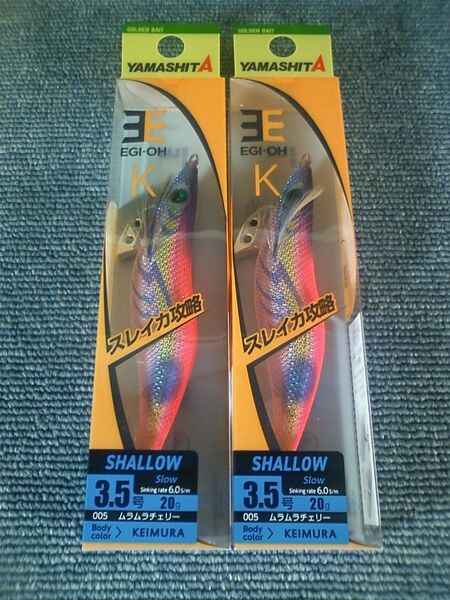 GOLDEN BAIT
YAMASHITA
EGI-OH
K
スレイカ攻略
SHALLOW
Slow
Sinking rate 6.0 s/m
3.5号 20g
005 ムラムラチェリー
Body color > KEIMURA
GOLDEN BAIT
YAMASHITA
EGI-OH
K
スレイカ攻略
SHALLOW
Slow
Sinking rate 6.0 s/m
3.5号 20g
005 ムラムラチェリー
Body color > KEIMURA